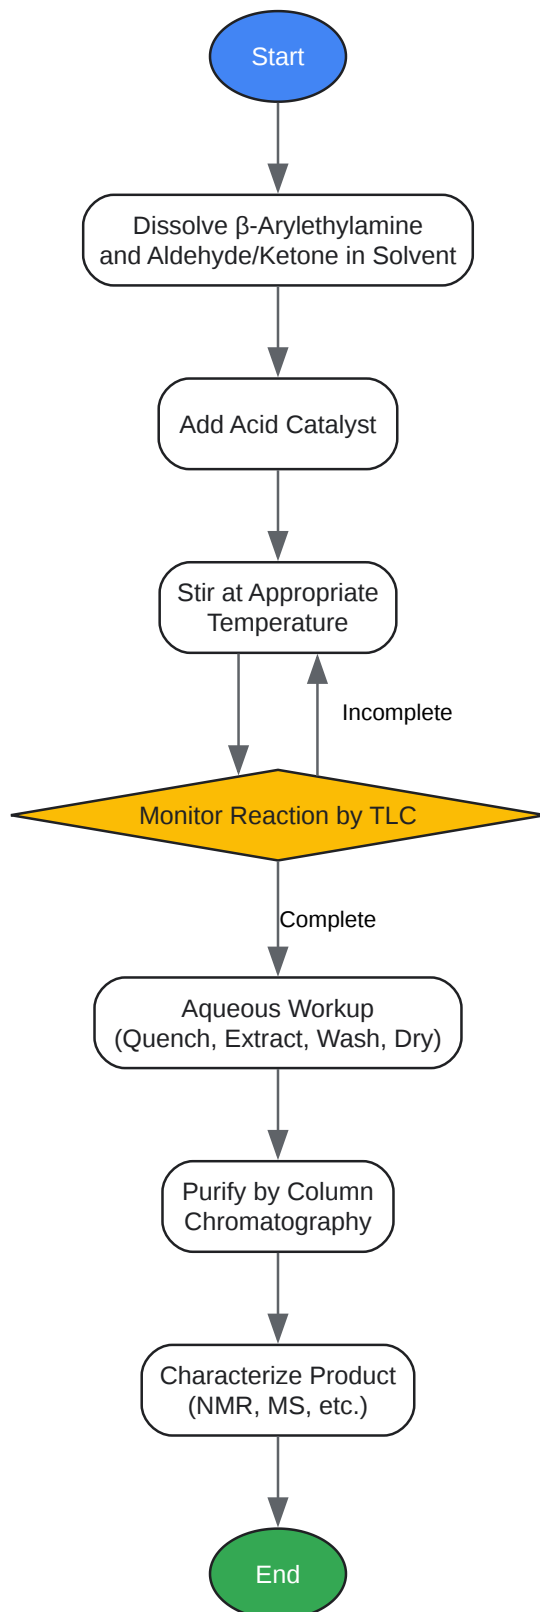 Start
Dissolve β-Arylethylamine
and Aldehyde/Ketone in Solvent
Add Acid Catalyst
Stir at Appropriate
Temperature
Incomplete
Monitor Reaction by TLC
Complete
Aqueous Workup
(Quench, Extract, Wash, Dry)
Purify by Column
Chromatography
Characterize Product
(NMR, MS, etc.)
End